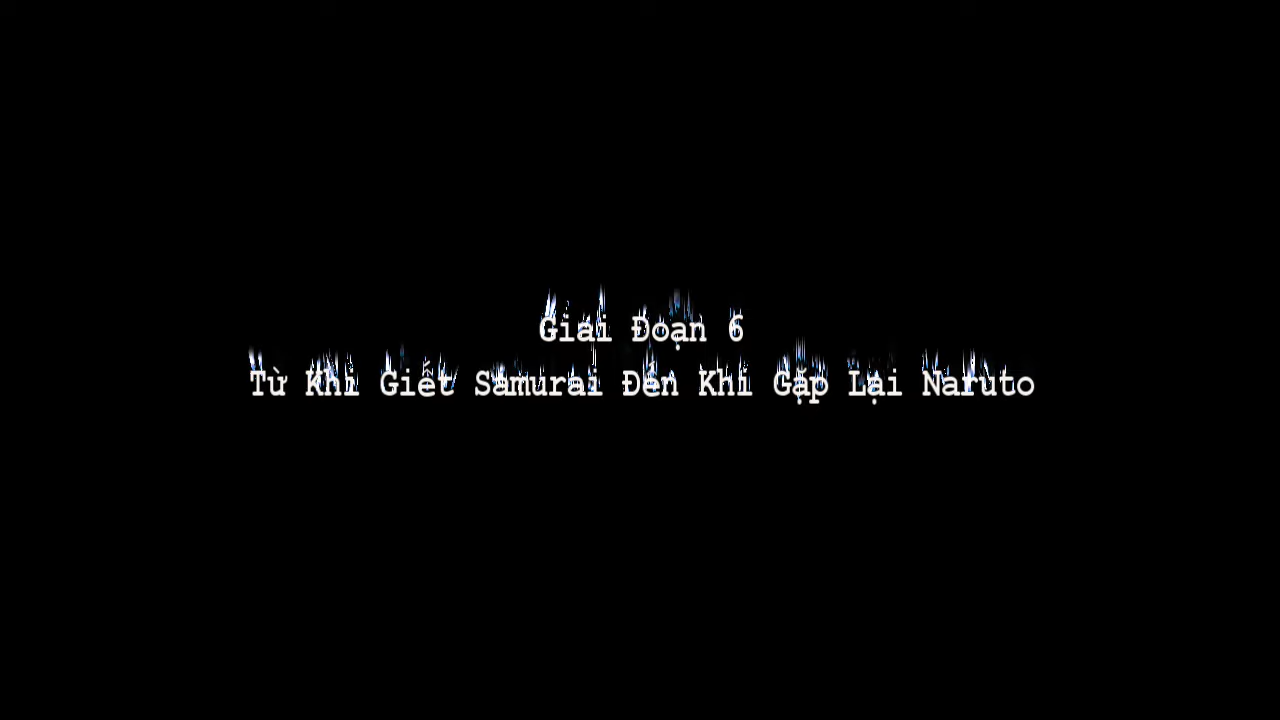 Giai Đoạn 6
Từ Khi Giết Samurai Đến Khi Gặp Lại Naruto